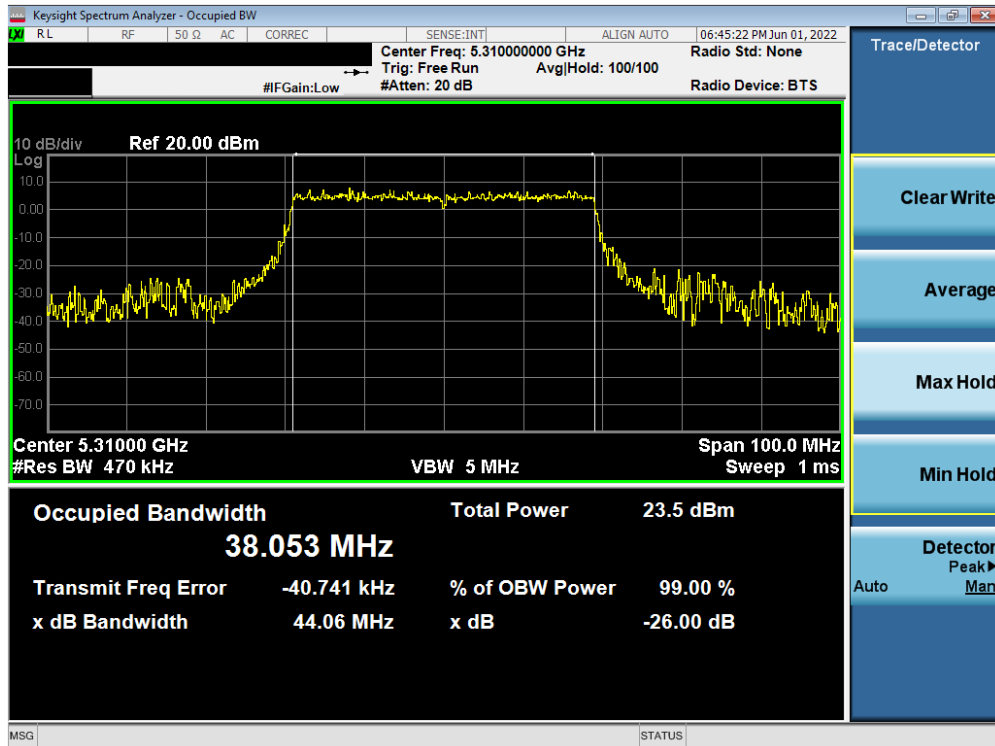 Keysight Spectrum Analyzer - Occupied BW
LXI RL RF 50 Ω AC CORREC SENSE:INT ALIGN AUTO 06:45:22 PM Jun 01, 2022
Center Freq: 5.310000000 GHz Radio Std: None
Trig: Free Run Avg|Hold: 100/100
#IFGain:Low #Atten: 20 dB Radio Device: BTS
Trace/Detector
10 dB/div Ref 20.00 dBm
Log
10.0
0.00
-10.0
-20.0
-30.0
-40.0
-50.0
-60.0
-70.0
Center 5.31000 GHz Span 100.0 MHz
#Res BW 470 kHz VBW 5 MHz Sweep 1 ms
Occupied Bandwidth Total Power 23.5 dBm
38.053 MHz
Transmit Freq Error -40.741 kHz % of OBW Power 99.00 %
x dB Bandwidth 44.06 MHz x dB -26.00 dB
Clear Write
Average
Max Hold
Min Hold
Detector
Peak▶
Auto Man
MSG STATUS